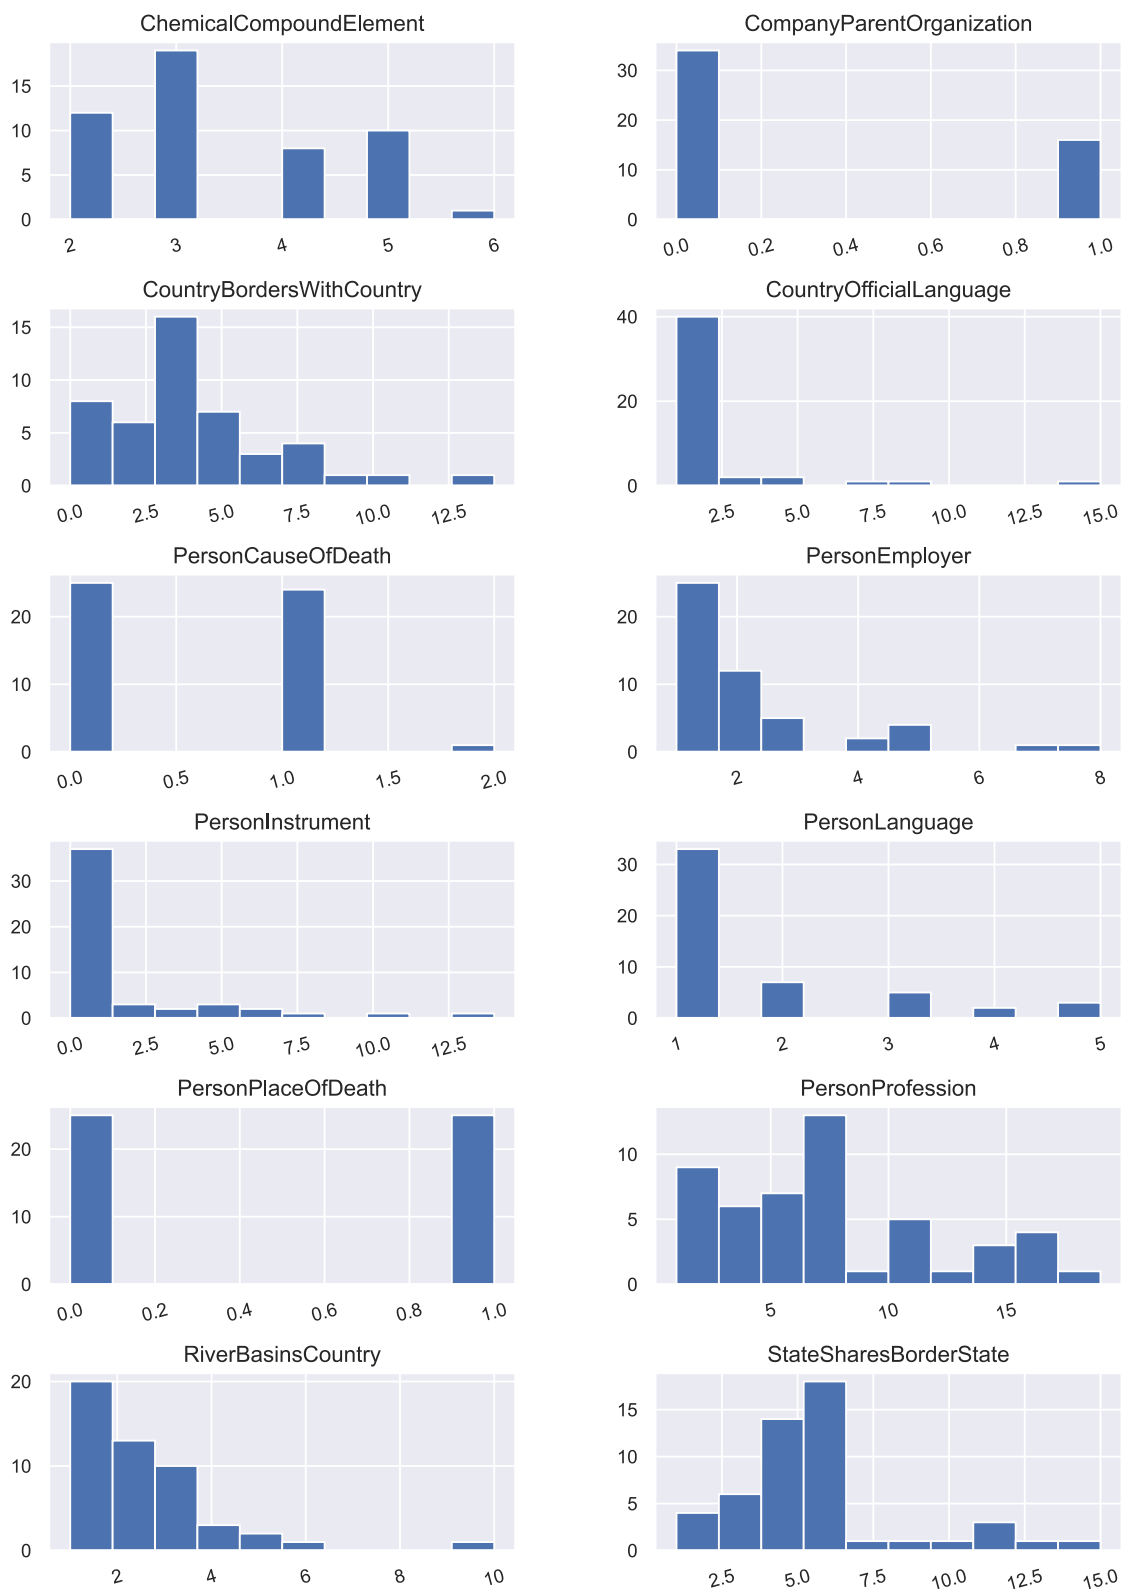 ChemicalCompoundElement
15
10
5
0
2 3 4 5 6
CompanyParentOrganization
30
20
10
0
0.0 0.2 0.4 0.6 0.8 1.0
CountryBordersWithCountry
15
10
5
0
0.0 2.5 5.0 7.5 10.0 12.5
CountryOfficialLanguage
40
20
0
2.5 5.0 7.5 10.0 12.5 15.0
PersonCauseOfDeath
20
10
0
0.0 0.5 1.0 1.5 2.0
PersonEmployer
20
10
0
2 4 6 8
PersonInstrument
30
20
10
0
0.0 2.5 5.0 7.5 10.0 12.5
PersonLanguage
30
20
10
0
1 2 3 4 5
PersonPlaceOfDeath
20
10
0
0.0 0.2 0.4 0.6 0.8 1.0
PersonProfession
10
5
0
5 10 15
RiverBasinsCountry
20
10
0
2 4 6 8 10
StateSharesBorderState
15
10
5
0
2.5 5.0 7.5 10.0 12.5 15.0